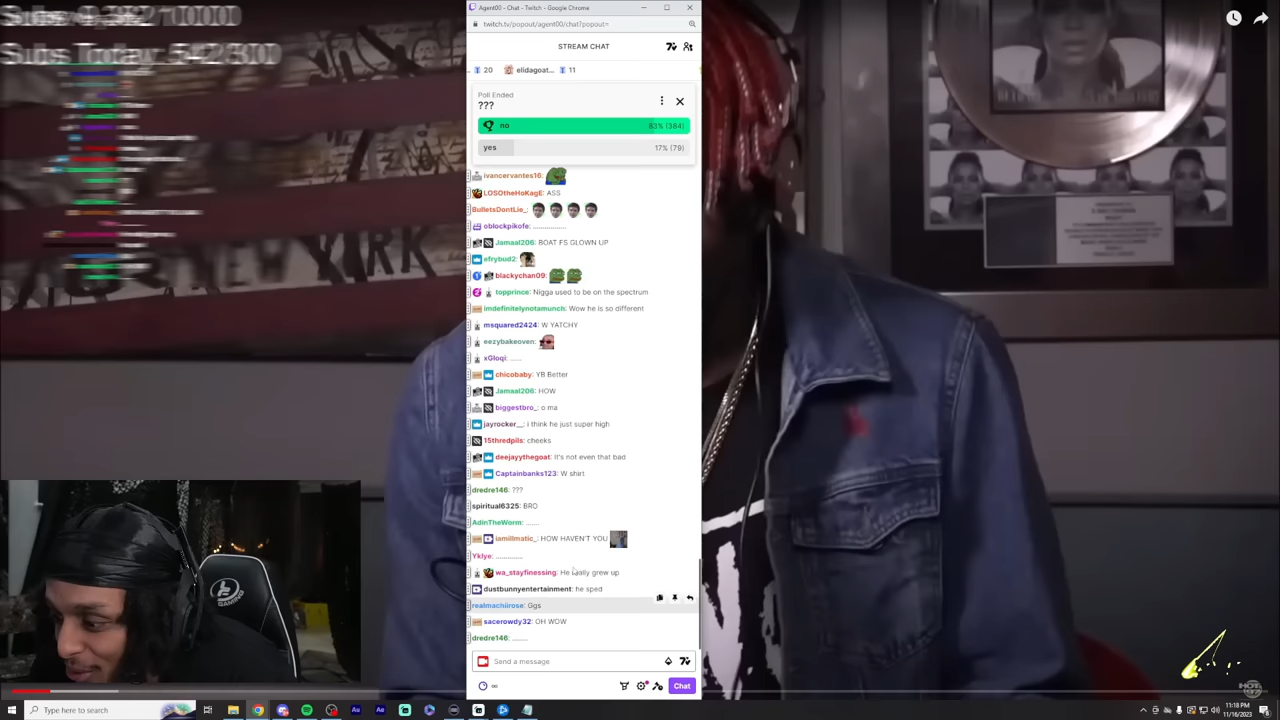 Agent00 - Chat - Twitch - Google Chrome
twitch.tv/popout/agent00/chat?popout=
STREAM CHAT
20 elidagoat... 11
Poll Ended
???
no 83% (384)
yes 17% (79)
ivancervantes16:
LOSOtheHoKagE: ASS
BulletsDontLie_:
oblockpikofe: .................
Jamaal206: BOAT FS GLOWN UP
efrybud2:
blackychan09:
topprince: Nigga used to be on the spectrum
imdefinitelynotamunch: Wow he is so different
msquared2424: W YATCHY
eezybakeoven:
xGloqi: ......
chicobaby: YB Better
Jamaal206: HOW
biggestbro_: o ma
jayrocker__: i think he just super high
15thredpils: cheeks
deejayythegoat: It's not even that bad
Captainbanks123: W shirt
dredre146: ???
spiritual6325: BRO
AdinTheWorm: .......
iamillmatic_: HOW HAVEN'T YOU
Yklye: ..............
wa_stayfinessing: He really grew up
dustbunnyentertainment: he sped
realmachiirose: Ggs
sacerowdy32: OH WOW
dredre146: ........
Send a message
Chat
Type here to search
11:18 PM
11/16/2023